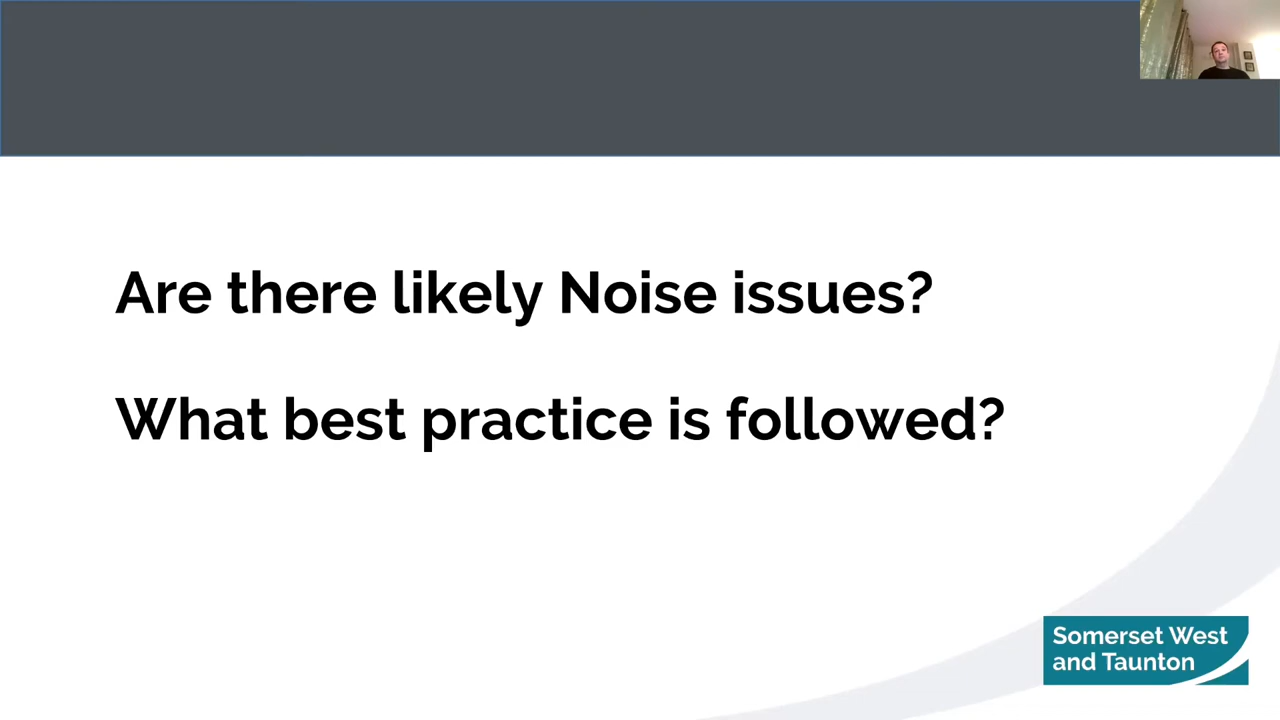 Are there likely Noise issues?
What best practice is followed?
Somerset West
and Taunton